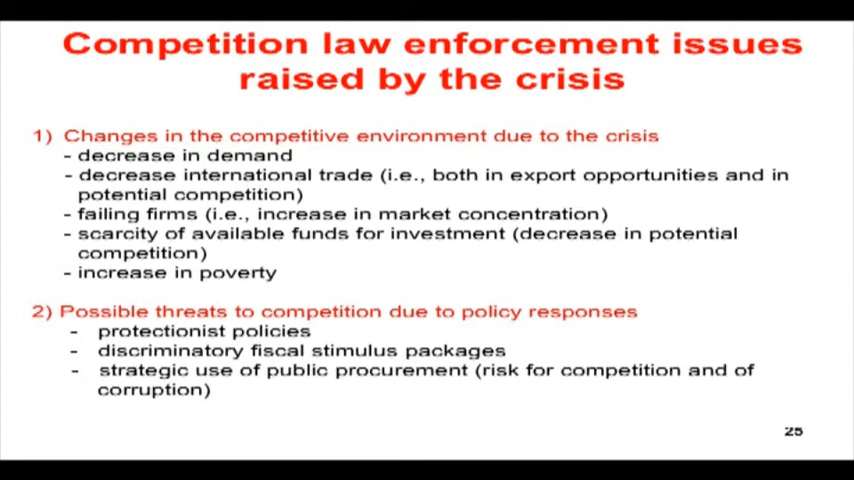 Competition law enforcement issues
raised by the crisis
1) Changes in the competitive environment due to the crisis
- decrease in demand
- decrease international trade (i.e., both in export opportunities and in
potential competition)
- failing firms (i.e., increase in market concentration)
- scarcity of available funds for investment (decrease in potential
competition)
- increase in poverty
2) Possible threats to competition due to policy responses
- protectionist policies
- discriminatory fiscal stimulus packages
- strategic use of public procurement (risk for competition and of
corruption)
25